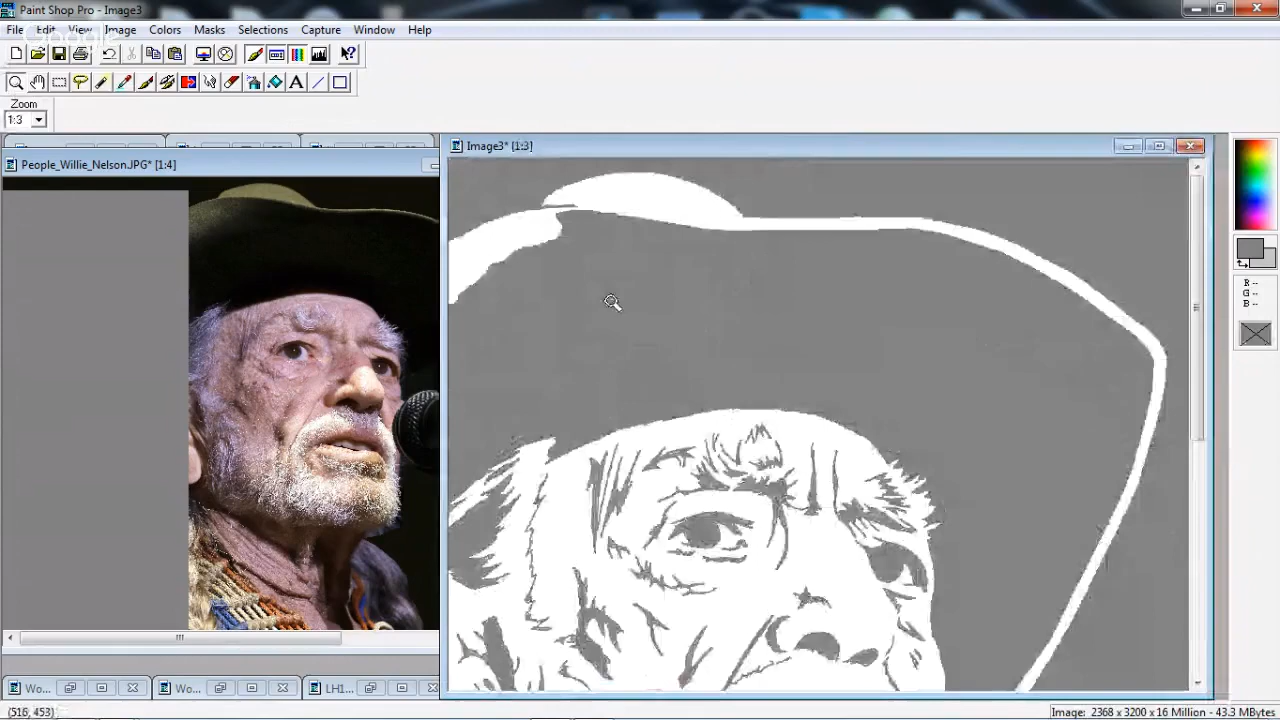 Paint Shop Pro - Image3
File Edit View Image Colors Masks Selections Capture Window Help
Google
Zoom
1:3
People_Willie_Nelson.JPG* [1:4]
Image3* [1:3]
R --
G --
B --
Wo...
Wo...
LH1...
(516, 453)
Image: 2368 x 3200 x 16 Million - 43.3 MBytes